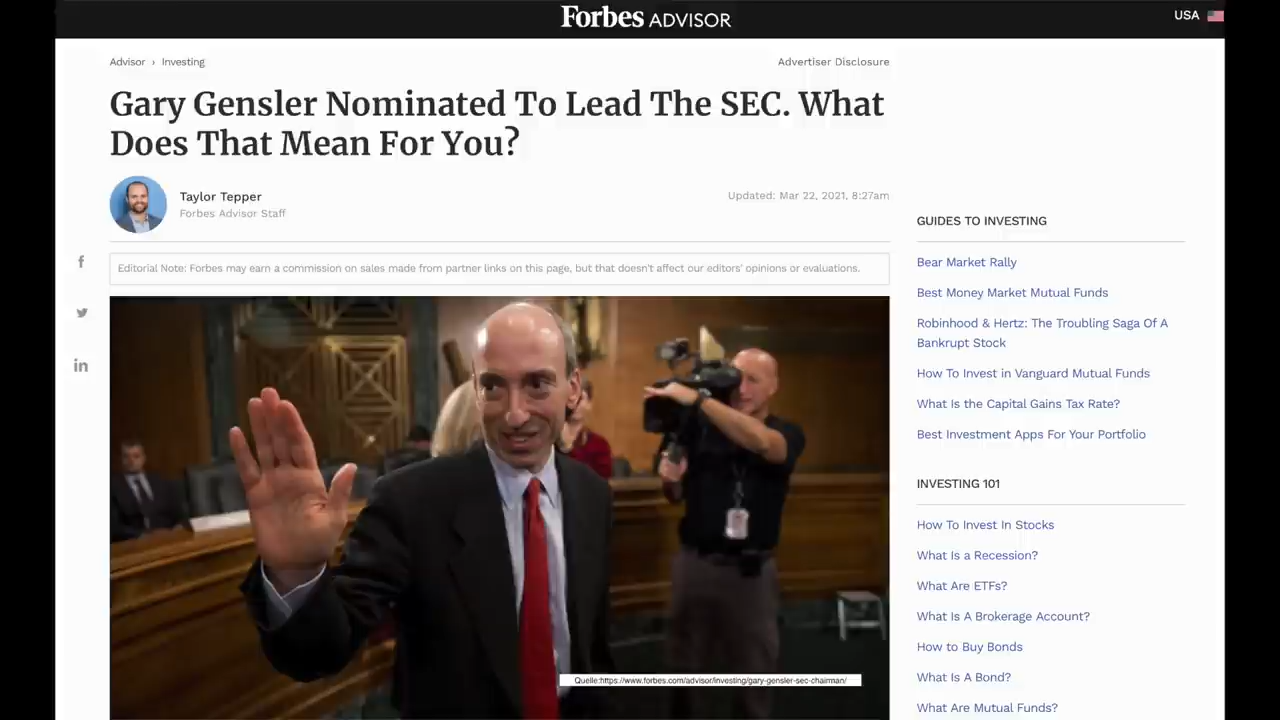 Forbes ADVISOR
USA
Advisor › Investing
Advertiser Disclosure
Gary Gensler Nominated To Lead The SEC. What
Does That Mean For You?
Taylor Tepper
Forbes Advisor Staff
Updated: Mar 22, 2021, 8:27am
Editorial Note: Forbes may earn a commission on sales made from partner links on this page, but that doesn't affect our editors' opinions or evaluations.
f
in
Quelle:https://www.forbes.com/advisor/investing/gary-gensler-sec-chairman/
GUIDES TO INVESTING
Bear Market Rally
Best Money Market Mutual Funds
Robinhood & Hertz: The Troubling Saga Of A
Bankrupt Stock
How To Invest in Vanguard Mutual Funds
What Is the Capital Gains Tax Rate?
Best Investment Apps For Your Portfolio
INVESTING 101
How To Invest In Stocks
What Is a Recession?
What Are ETFs?
What Is A Brokerage Account?
How to Buy Bonds
What Is A Bond?
What Are Mutual Funds?